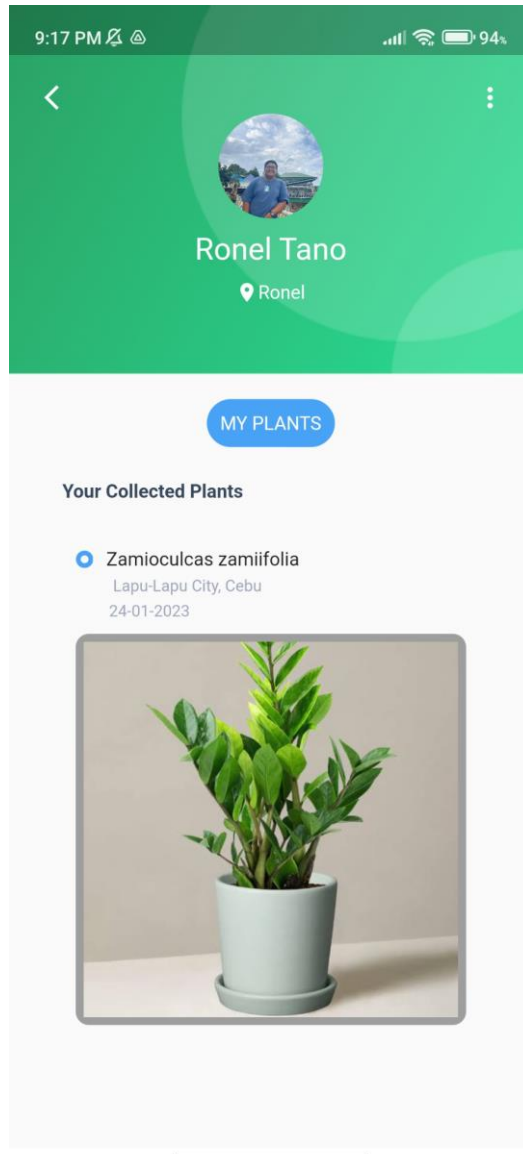 9:17 PM 94%
Ronel Tano
Ronel
MY PLANTS
Your Collected Plants
Zamioculcas zamiifolia
Lapu-Lapu City, Cebu
24-01-2023